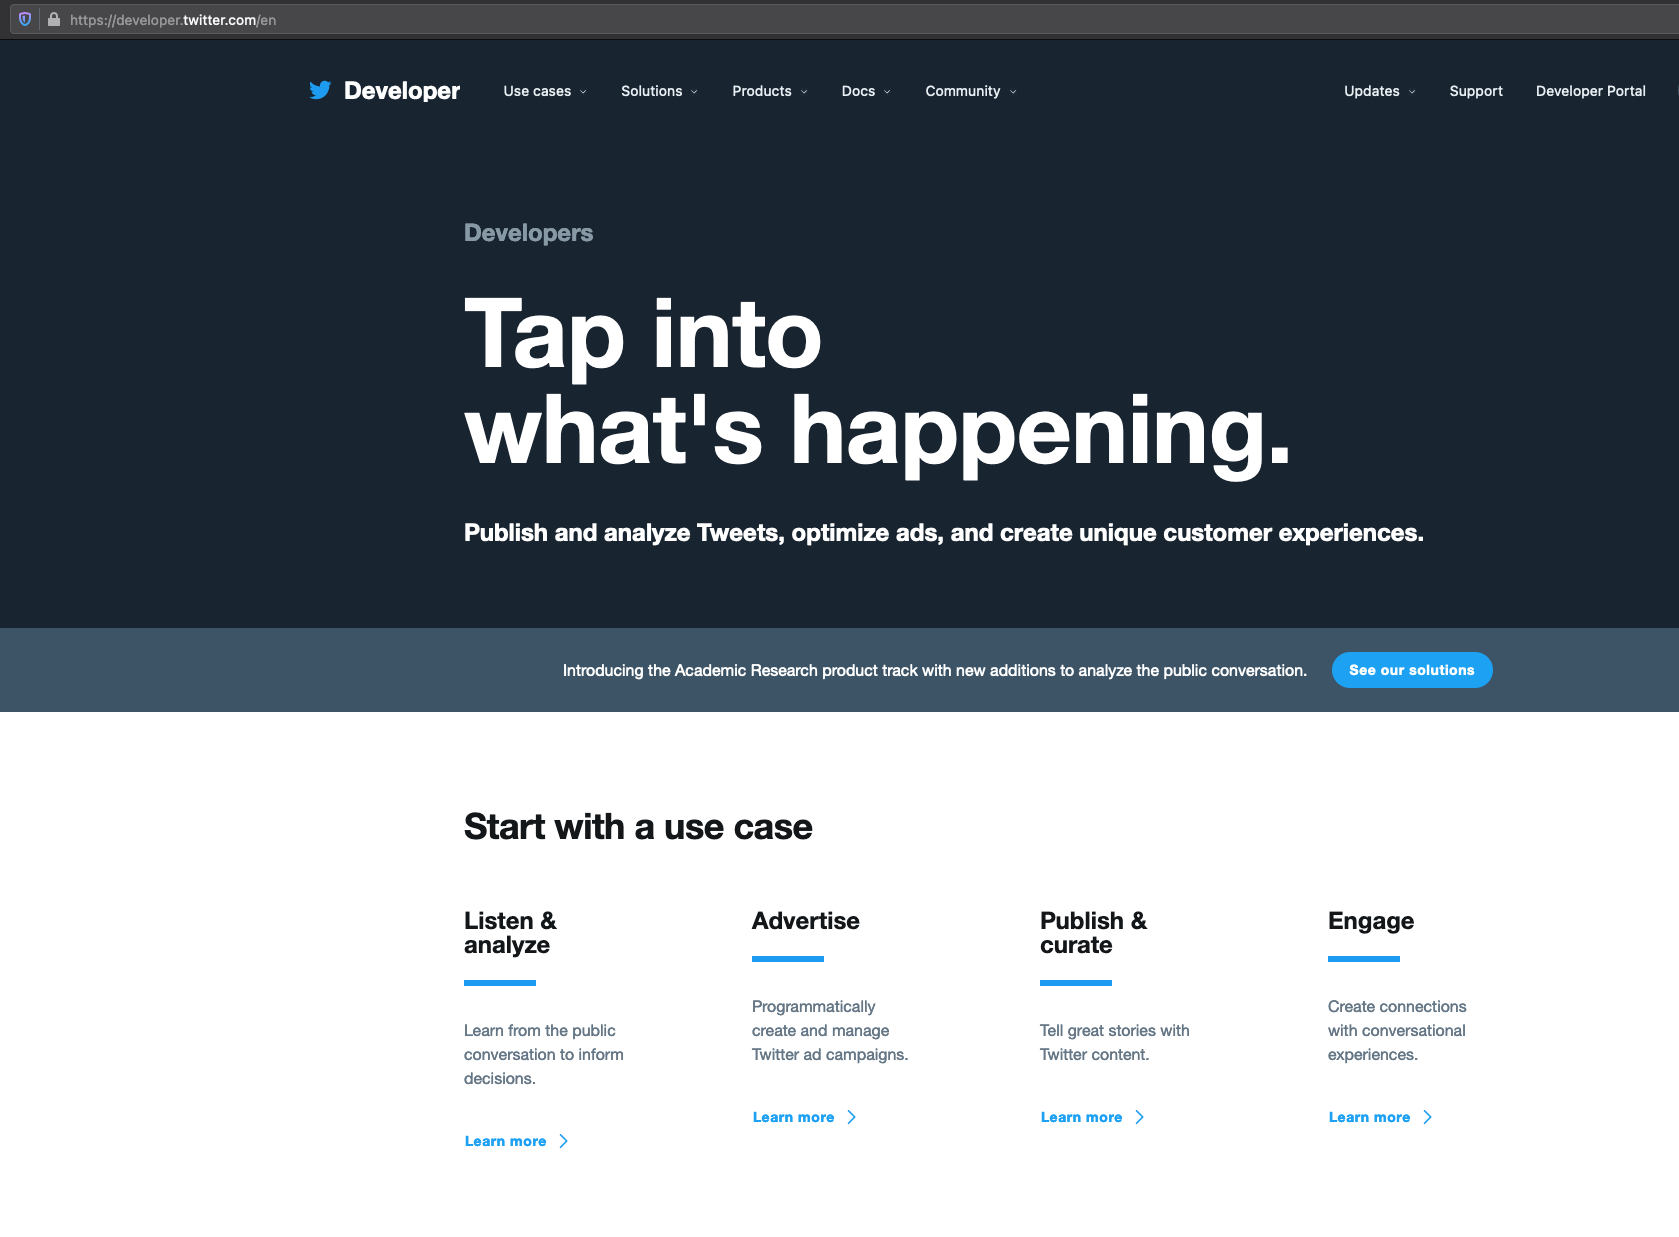 https://developer.twitter.com/en
Developer Use cases Solutions Products Docs Community Updates Support Developer Portal
Developers
Tap into
what's happening.
Publish and analyze Tweets, optimize ads, and create unique customer experiences.
Introducing the Academic Research product track with new additions to analyze the public conversation. See our solutions
Start with a use case
Listen &
analyze
Learn from the public
conversation to inform
decisions.
Learn more
Advertise
Programmatically
create and manage
Twitter ad campaigns.
Learn more
Publish &
curate
Tell great stories with
Twitter content.
Learn more
Engage
Create connections
with conversational
experiences.
Learn more